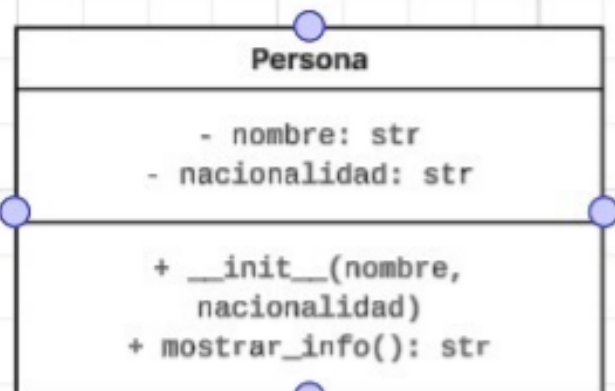 Persona
- nombre: str
- nacionalidad: str
+ __init__(nombre,
nacionalidad)
+ mostrar_info(): str